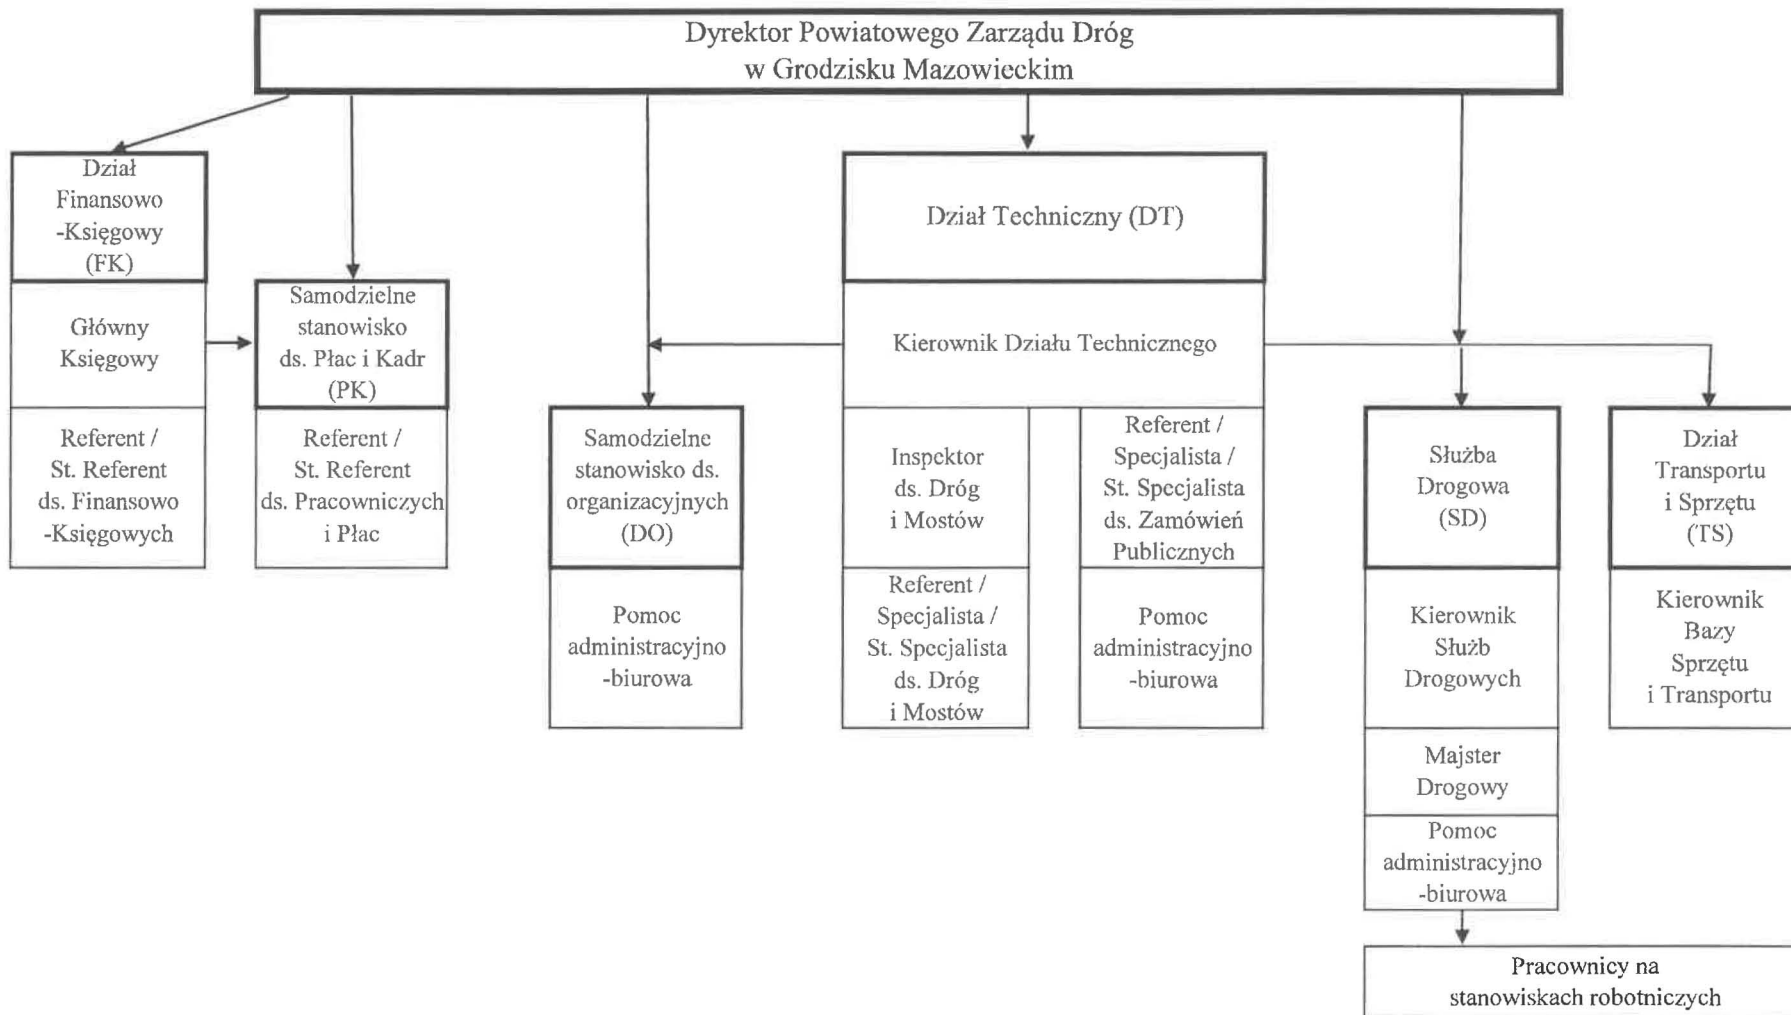 Dyrektor Powiatowego Zarządu Dróg
w Grodzisku Mazowieckim
Dział
Finansowo
-Księgowy
(FK)
Główny
Księgowy
Referent /
St. Referent
ds. Finansowo
-Księgowych
Samodzielne
stanowisko
ds. Płac i Kadr
(PK)
Referent /
St. Referent
ds. Pracowniczych
i Płac
Samodzielne
stanowisko ds.
organizacyjnych
(DO)
Pomoc
administracyjno
-biurowa
Dział Techniczny (DT)
Kierownik Działu Technicznego
Inspektor
ds. Dróg
i Mostów
Referent /
Specjalista /
St. Specjalista
ds. Dróg
i Mostów
Referent /
Specjalista /
St. Specjalista
ds. Zamówień
Publicznych
Pomoc
administracyjno
-biurowa
Służba
Drogowa
(SD)
Kierownik
Służb
Drogowych
Majster
Drogowy
Pomoc
administracyjno
-biurowa
Dział
Transportu
i Sprzętu
(TS)
Kierownik
Bazy
Sprzętu
i Transportu
Pracownicy na
stanowiskach robotniczych